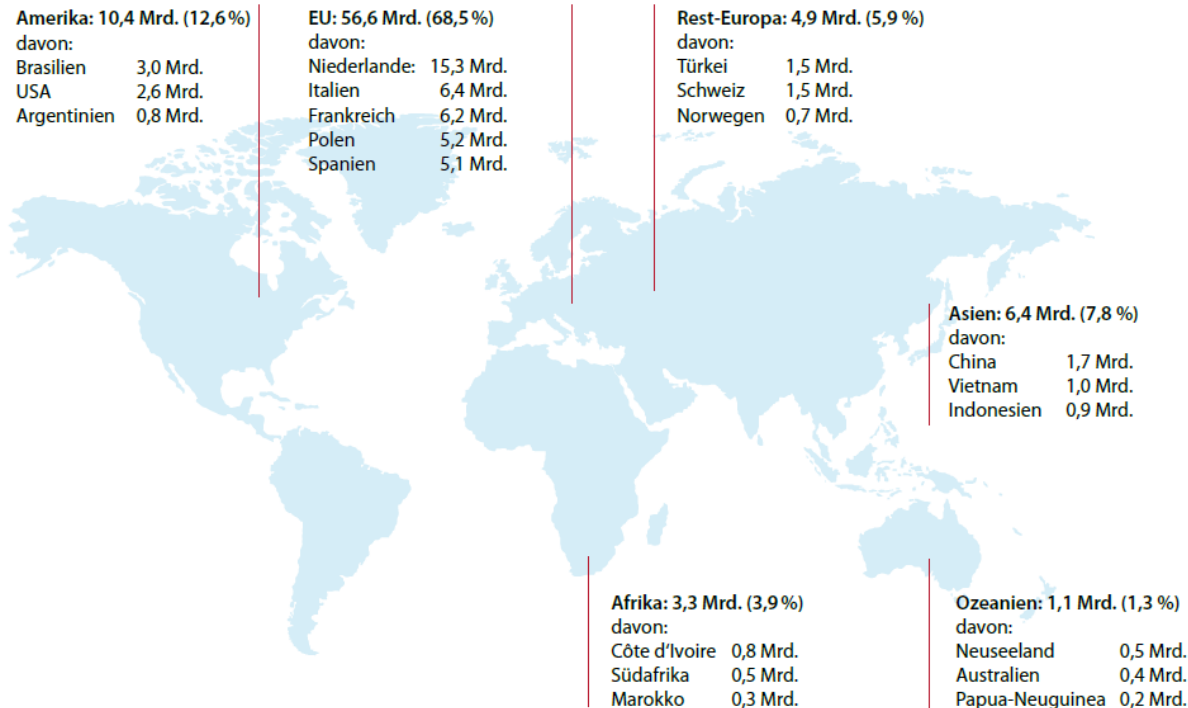 Amerika: 10,4 Mrd. (12,6 %)
davon:
Brasilien 3,0 Mrd.
USA 2,6 Mrd.
Argentinien 0,8 Mrd.
EU: 56,6 Mrd. (68,5 %)
davon:
Niederlande: 15,3 Mrd.
Italien 6,4 Mrd.
Frankreich 6,2 Mrd.
Polen 5,2 Mrd.
Spanien 5,1 Mrd.
Rest-Europa: 4,9 Mrd. (5,9 %)
davon:
Türkei 1,5 Mrd.
Schweiz 1,5 Mrd.
Norwegen 0,7 Mrd.
Asien: 6,4 Mrd. (7,8 %)
davon:
China 1,7 Mrd.
Vietnam 1,0 Mrd.
Indonesien 0,9 Mrd.
Afrika: 3,3 Mrd. (3,9 %)
davon:
Côte d’Ivoire 0,8 Mrd.
Südafrika 0,5 Mrd.
Marokko 0,3 Mrd.
Ozeanien: 1,1 Mrd. (1,3 %)
davon:
Neuseeland 0,5 Mrd.
Australien 0,4 Mrd.
Papua-Neuguinea 0,2 Mrd.